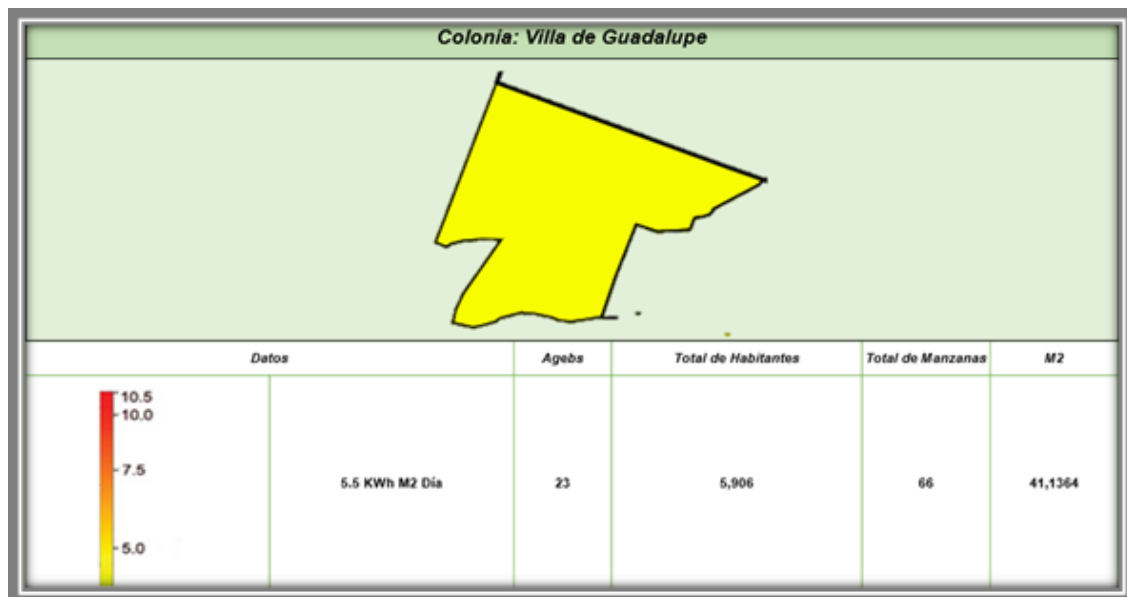 Colonia: Villa de Guadalupe
Datos Agebs Total de Habitantes Total de Manzanas M2
10.5
10.0
7.5
5.5 KWh M2 Día 23 5,906 66 41,1364
5.0